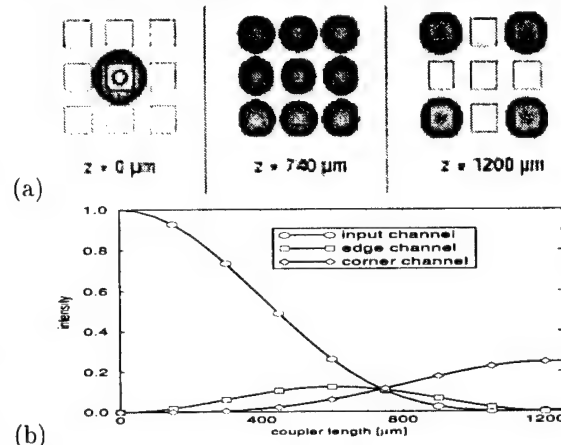 z = 0 µm
z = 740 µm
z = 1200 µm
(a)
1.0
0.8
0.6
0.4
0.2
0.0
intensity
input channel
edge channel
corner channel
0
400
800
1200
coupler length [µm]
(b)